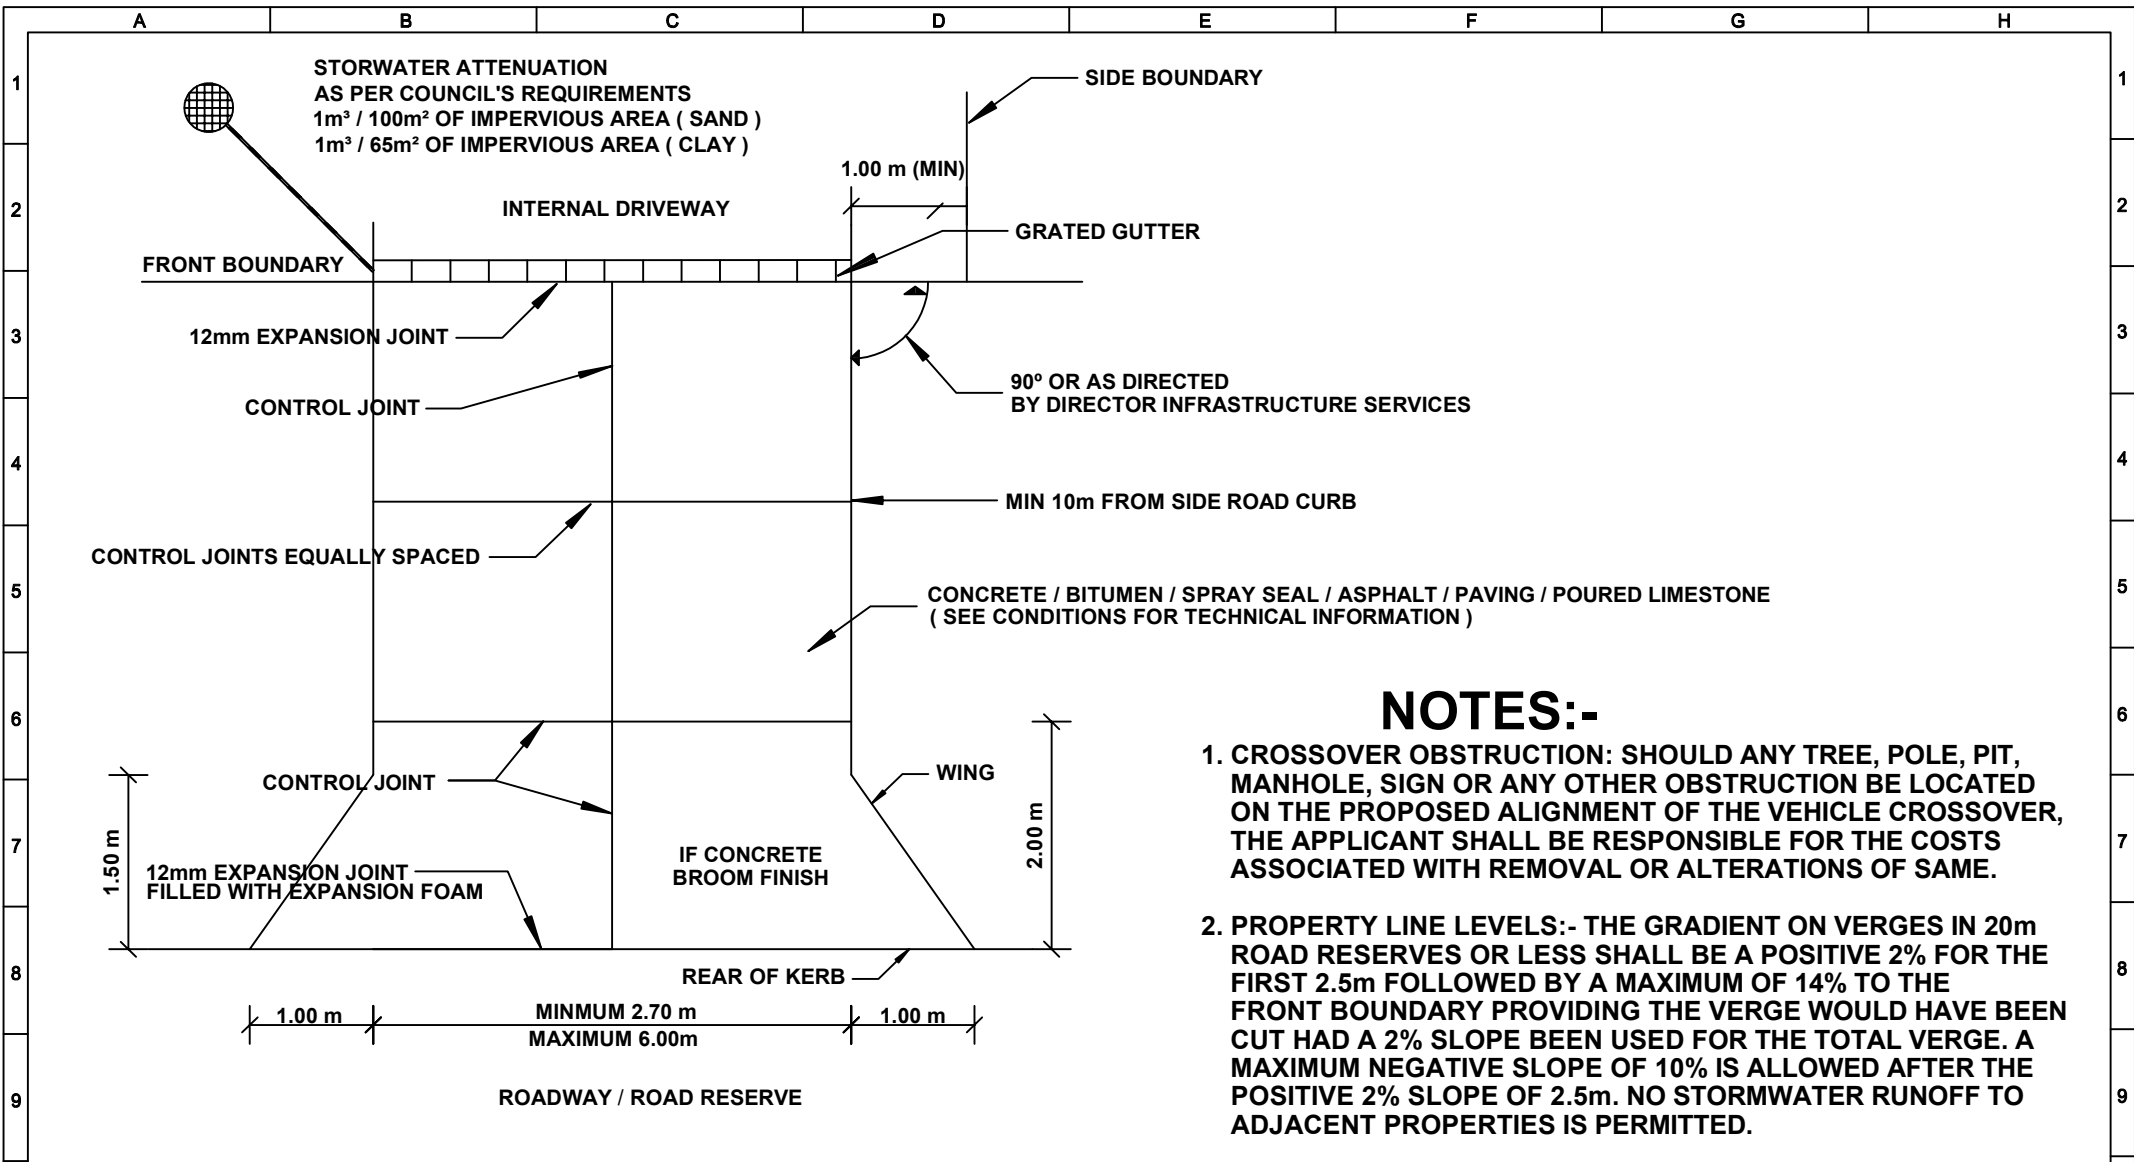 A B C D E F G H
1 1
STORWATER ATTENUATION
AS PER COUNCIL'S REQUIREMENTS
1m³ / 100m² OF IMPERVIOUS AREA ( SAND )
1m³ / 65m² OF IMPERVIOUS AREA ( CLAY )
SIDE BOUNDARY
1.00 m (MIN)
2 2
INTERNAL DRIVEWAY
GRATED GUTTER
FRONT BOUNDARY
3 3
12mm EXPANSION JOINT
CONTROL JOINT
90º OR AS DIRECTED
BY DIRECTOR INFRASTRUCTURE SERVICES
4 4
MIN 10m FROM SIDE ROAD CURB
CONTROL JOINTS EQUALLY SPACED
5 5
CONCRETE / BITUMEN / SPRAY SEAL / ASPHALT / PAVING / POURED LIMESTONE
( SEE CONDITIONS FOR TECHNICAL INFORMATION )
6 6
CONTROL JOINT
WING
7 7
1.50 m
2.00 m
IF CONCRETE
BROOM FINISH
12mm EXPANSION JOINT
FILLED WITH EXPANSION FOAM
8 8
REAR OF KERB
1.00 m
MINMUM 2.70 m
MAXIMUM 6.00m
1.00 m
9 9
ROADWAY / ROAD RESERVE
NOTES:-
1. CROSSOVER OBSTRUCTION: SHOULD ANY TREE, POLE, PIT,
MANHOLE, SIGN OR ANY OTHER OBSTRUCTION BE LOCATED
ON THE PROPOSED ALIGNMENT OF THE VEHICLE CROSSOVER,
THE APPLICANT SHALL BE RESPONSIBLE FOR THE COSTS
ASSOCIATED WITH REMOVAL OR ALTERATIONS OF SAME.
2. PROPERTY LINE LEVELS:- THE GRADIENT ON VERGES IN 20m
ROAD RESERVES OR LESS SHALL BE A POSITIVE 2% FOR THE
FIRST 2.5m FOLLOWED BY A MAXIMUM OF 14% TO THE
FRONT BOUNDARY PROVIDING THE VERGE WOULD HAVE BEEN
CUT HAD A 2% SLOPE BEEN USED FOR THE TOTAL VERGE. A
MAXIMUM NEGATIVE SLOPE OF 10% IS ALLOWED AFTER THE
POSITIVE 2% SLOPE OF 2.5m. NO STORMWATER RUNOFF TO
ADJACENT PROPERTIES IS PERMITTED.